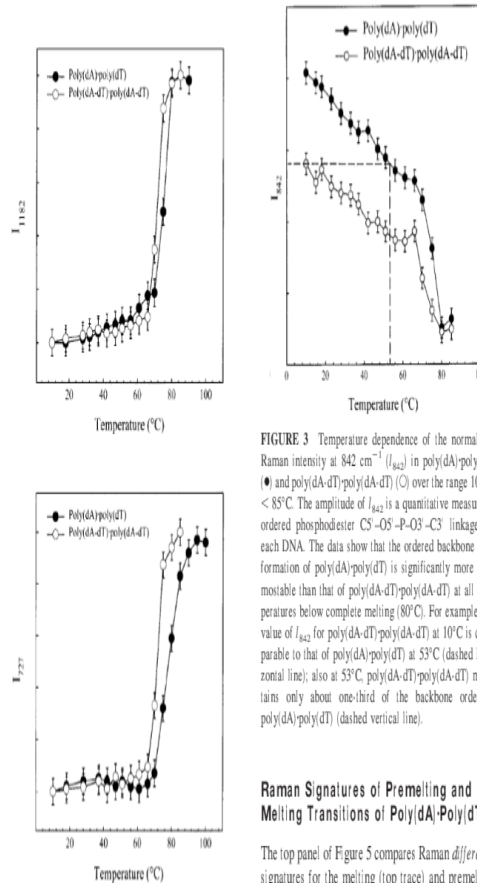 Poly(dA)·poly(dT)
Poly(dA-dT)·poly(dA-dT)
I1182
20 40 60 80 100
Temperature (°C)
Poly(dA)·poly(dT)
Poly(dA-dT)·poly(dA-dT)
I727
20 40 60 80 100
Temperature (°C)
Poly(dA)·poly(dT)
Poly(dA-dT)·poly(dA-dT)
I842
0 20 40 60 80
Temperature (°C)
FIGURE 3 Temperature dependence of the normal
Raman intensity at 842 cm−1 (I842) in poly(dA)·poly
(●) and poly(dA-dT)·poly(dA-dT) (○) over the range 10
< 85°C. The amplitude of I842 is a quantitative measu
ordered phosphodiester C5′–O5′–P–O3′–C3′ linkage
each DNA. The data show that the ordered backbone
formation of poly(dA)·poly(dT) is significantly more
mostable than that of poly(dA-dT)·poly(dA-dT) at all
peratures below complete melting (80°C). For example
value of I842 for poly(dA-dT)·poly(dA-dT) at 10°C is c
parable to that of poly(dA)·poly(dT) at 53°C (dashed
zontal line); also at 53°C, poly(dA-dT)·poly(dA-dT) m
tains only about one-third of the backbone orde
poly(dA)·poly(dT) (dashed vertical line).
Raman Signatures of Premelting and
Melting Transitions of Poly(dA)·Poly(dT
The top panel of Figure 5 compares Raman differe
signatures for the melting (top trace) and premel